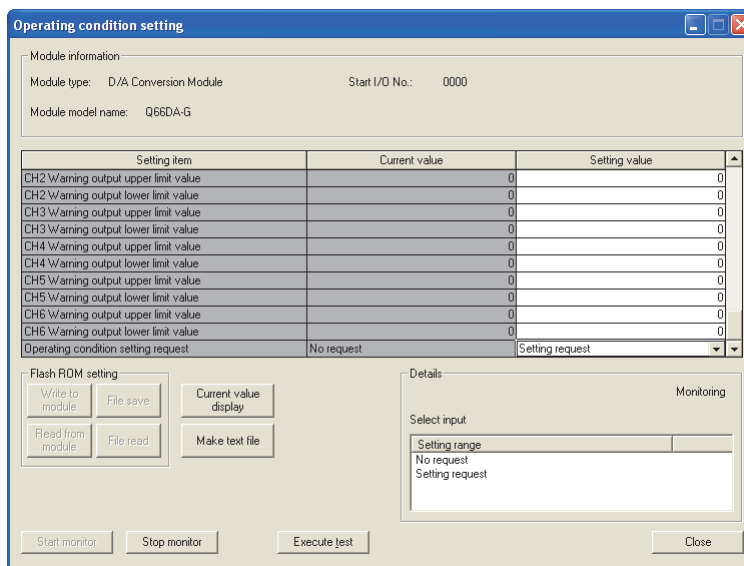 Operating condition setting
Module information
Module type: D/A Conversion Module Start I/O No.: 0000
Module model name: Q66DA-G
Setting item Current value Setting value
CH2 Warning output upper limit value 0 0
CH2 Warning output lower limit value 0 0
CH3 Warning output upper limit value 0 0
CH3 Warning output lower limit value 0 0
CH4 Warning output upper limit value 0 0
CH4 Warning output lower limit value 0 0
CH5 Warning output upper limit value 0 0
CH5 Warning output lower limit value 0 0
CH6 Warning output upper limit value 0 0
CH6 Warning output lower limit value 0 0
Operating condition setting request No request Setting request
Flash ROM setting
Write to
module
File save
Current value
display
Read from
module
File read
Make text file
Details
Monitoring
Select input
Setting range
No request
Setting request
Start monitor Stop monitor Execute test Close